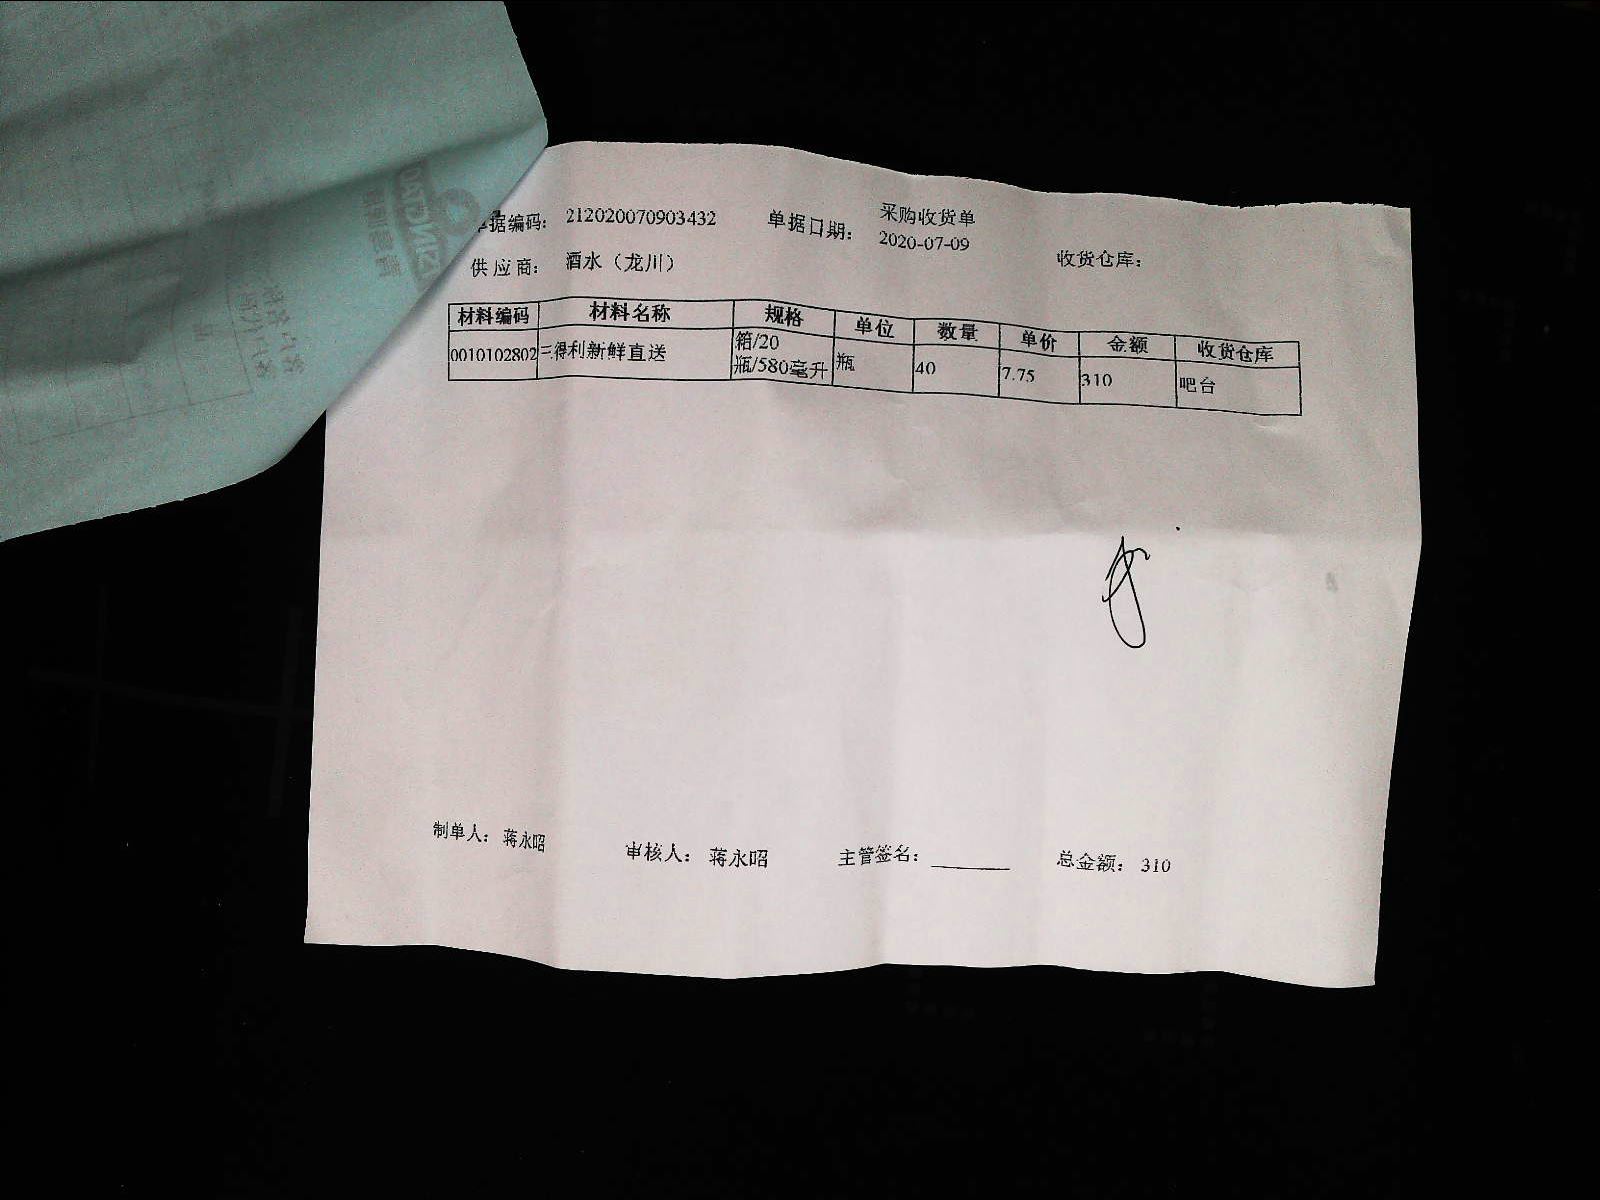 采购收货单
据编码： 212020070903432 单据日期： 2020-07-09
供应商： 酒水（龙川） 收货仓库：
材料编码 材料名称 规格 单位 数量 单价 金额 收货仓库
0010102802 三得利新鲜直送 箱/20 瓶/580毫升 瓶 40 7.75 310 吧台
制单人： 蒋永昭 审核人： 蒋永昭 主管签名： 总金额： 310